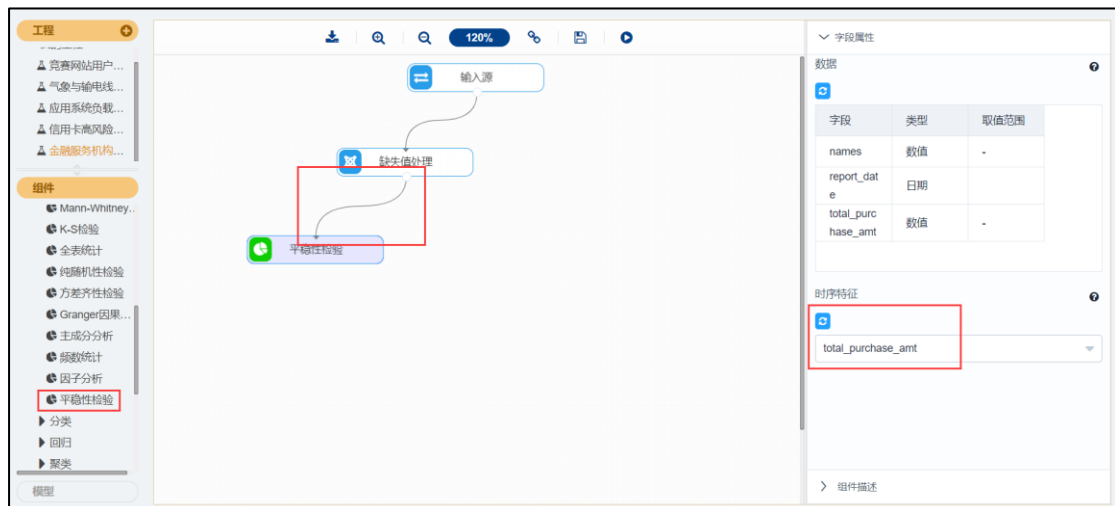 工程
竞赛网站用户...
气象与输电线...
应用系统负载...
信用卡高风险...
金融服务机构...
组件
Mann-Whitney...
K-S检验
全表统计
纯随机性检验
方差齐性检验
Granger因果...
主成分分析
频数统计
因子分析
平稳性检验
分类
回归
聚类
模型
120%
输入源
缺失值处理
平稳性检验
字段属性
数据
字段 类型 取值范围
names 数值 -
report_dat
e 日期
total_purc
hase_amt 数值 -
时序特征
total_purchase_amt
组件描述